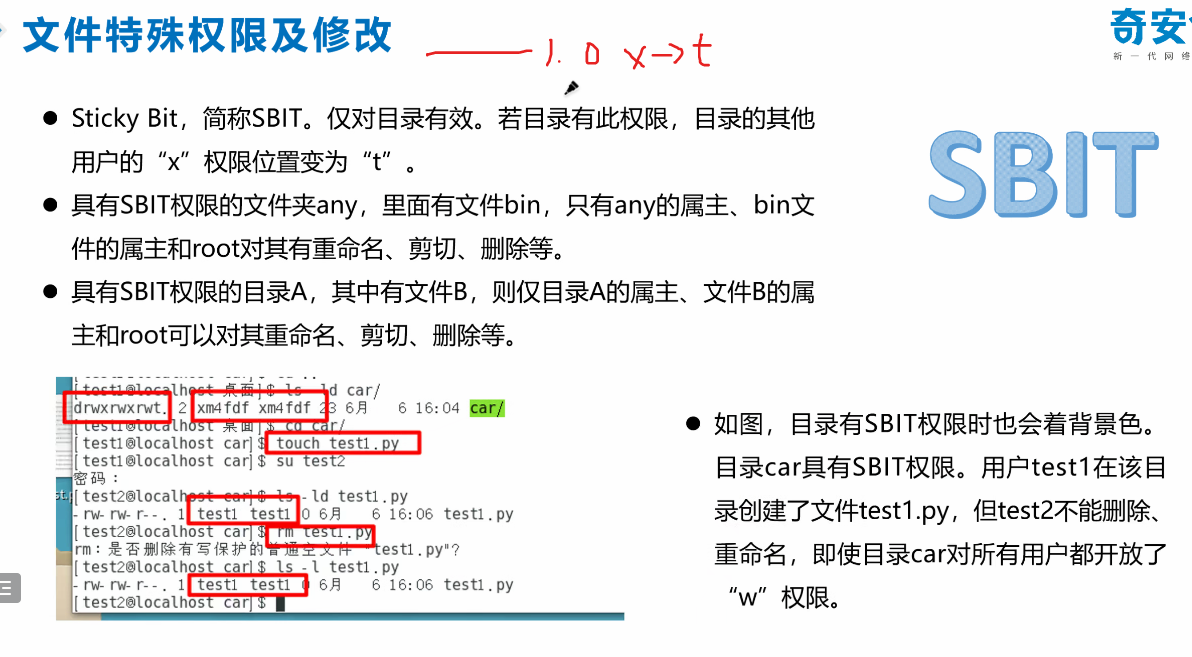 文件特殊权限及修改
1. 0 x→t
奇安
新一代网络
Sticky Bit，简称SBIT。仅对目录有效。若目录有此权限，目录的其他
用户的“x”权限位置变为“t”。
具有SBIT权限的文件夹any，里面有文件bin，只有any的属主、bin文
件的属主和root对其有重命名、剪切、删除等。
具有SBIT权限的目录A，其中有文件B，则仅目录A的属主、文件B的属
主和root可以对其重命名、剪切、删除等。
SBIT
[test1@localhost 桌面]$ ls -ld car/
drwxrwxrwt. 2 xm4fdf xm4fdf 23 6月 6 16:04 car/
[test1@localhost 桌面]$ cd car/
[test1@localhost car]$ touch test1.py
[test1@localhost car]$ su test2
密码：
[test2@localhost car]$ ls -ld test1.py
-rw-rw-r--. 1 test1 test1 0 6月 6 16:06 test1.py
[test2@localhost car]$ rm test1.py
rm：是否删除有写保护的普通空文件 "test1.py"?
[test2@localhost car]$ ls -l test1.py
-rw-rw-r--. 1 test1 test1 0 6月 6 16:06 test1.py
[test2@localhost car]$
如图，目录有SBIT权限时也会着背景色。
目录car具有SBIT权限。用户test1在该目
录创建了文件test1.py，但test2不能删除、
重命名，即使目录car对所有用户都开放了
“w”权限。